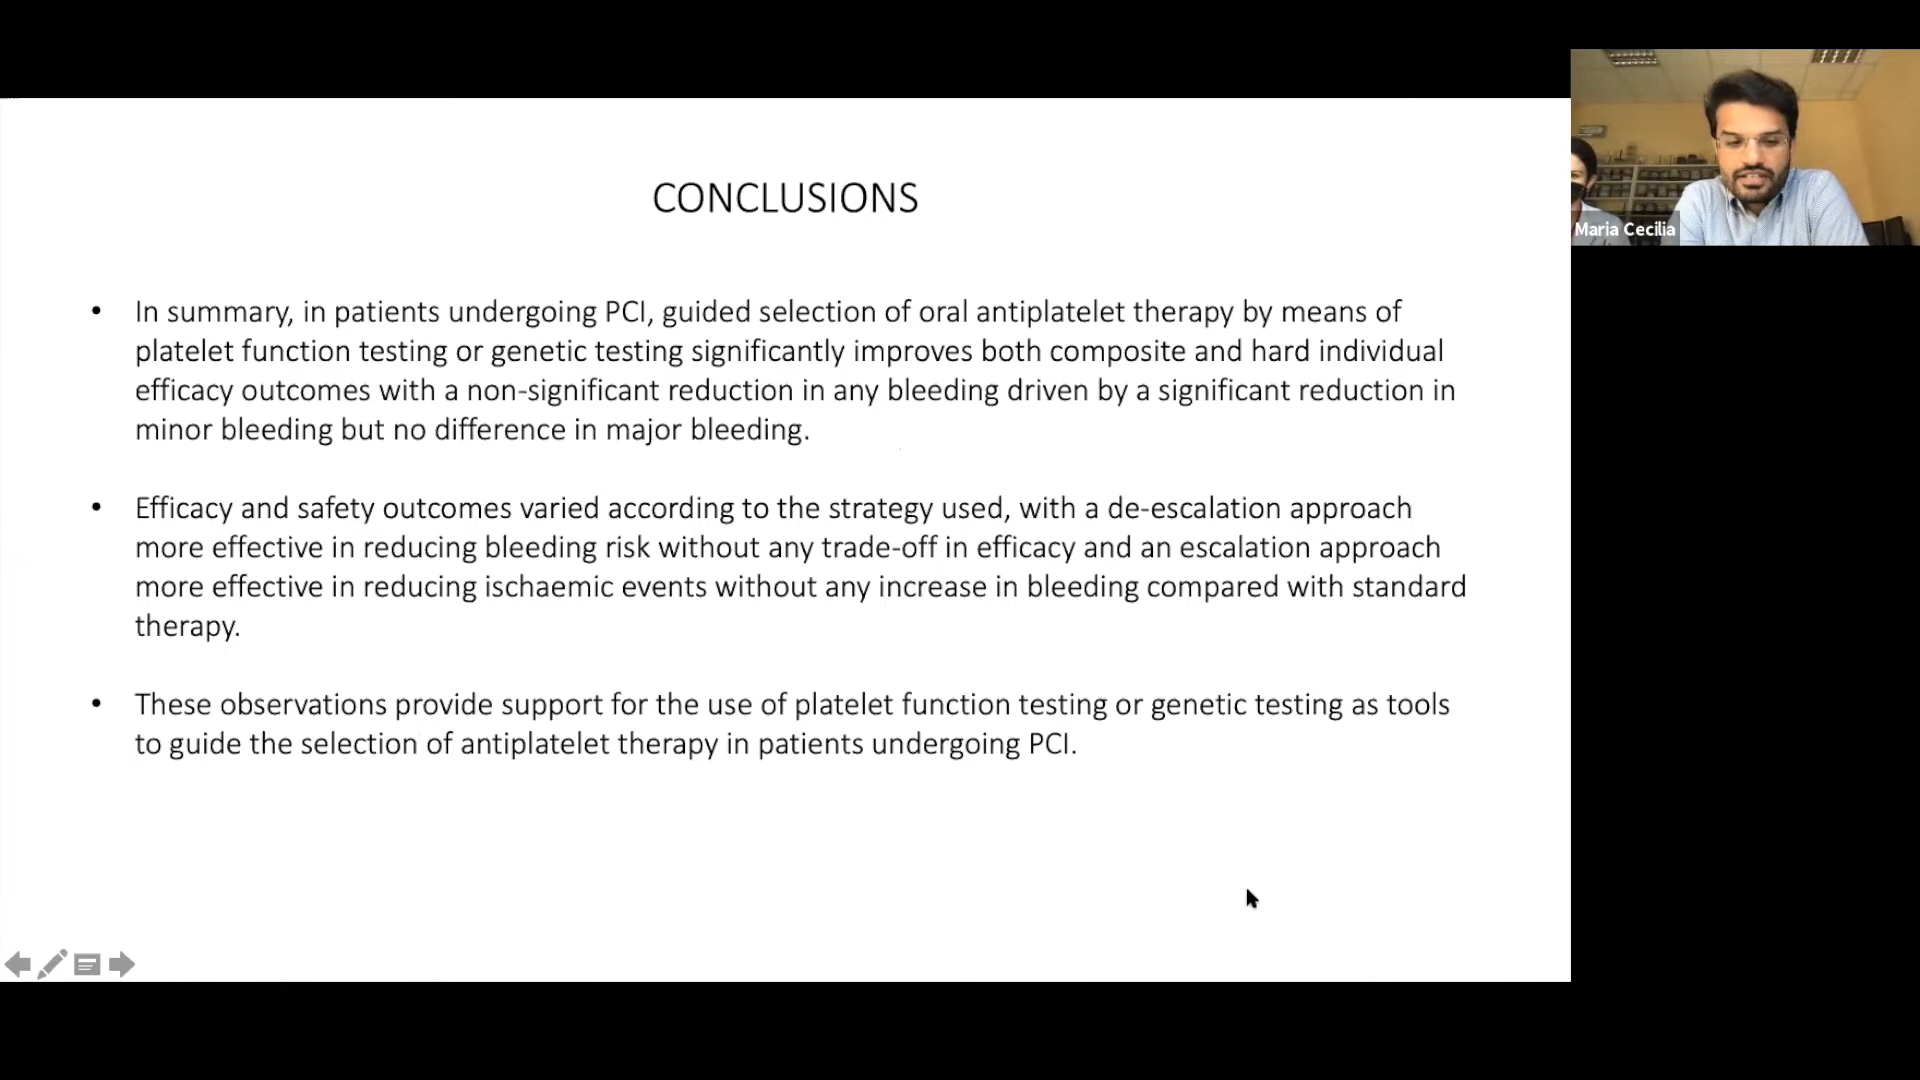 CONCLUSIONS
• In summary, in patients undergoing PCI, guided selection of oral antiplatelet therapy by means of
platelet function testing or genetic testing significantly improves both composite and hard individual
efficacy outcomes with a non-significant reduction in any bleeding driven by a significant reduction in
minor bleeding but no difference in major bleeding.
• Efficacy and safety outcomes varied according to the strategy used, with a de-escalation approach
more effective in reducing bleeding risk without any trade-off in efficacy and an escalation approach
more effective in reducing ischaemic events without any increase in bleeding compared with standard
therapy.
• These observations provide support for the use of platelet function testing or genetic testing as tools
to guide the selection of antiplatelet therapy in patients undergoing PCI.
Maria Cecilia